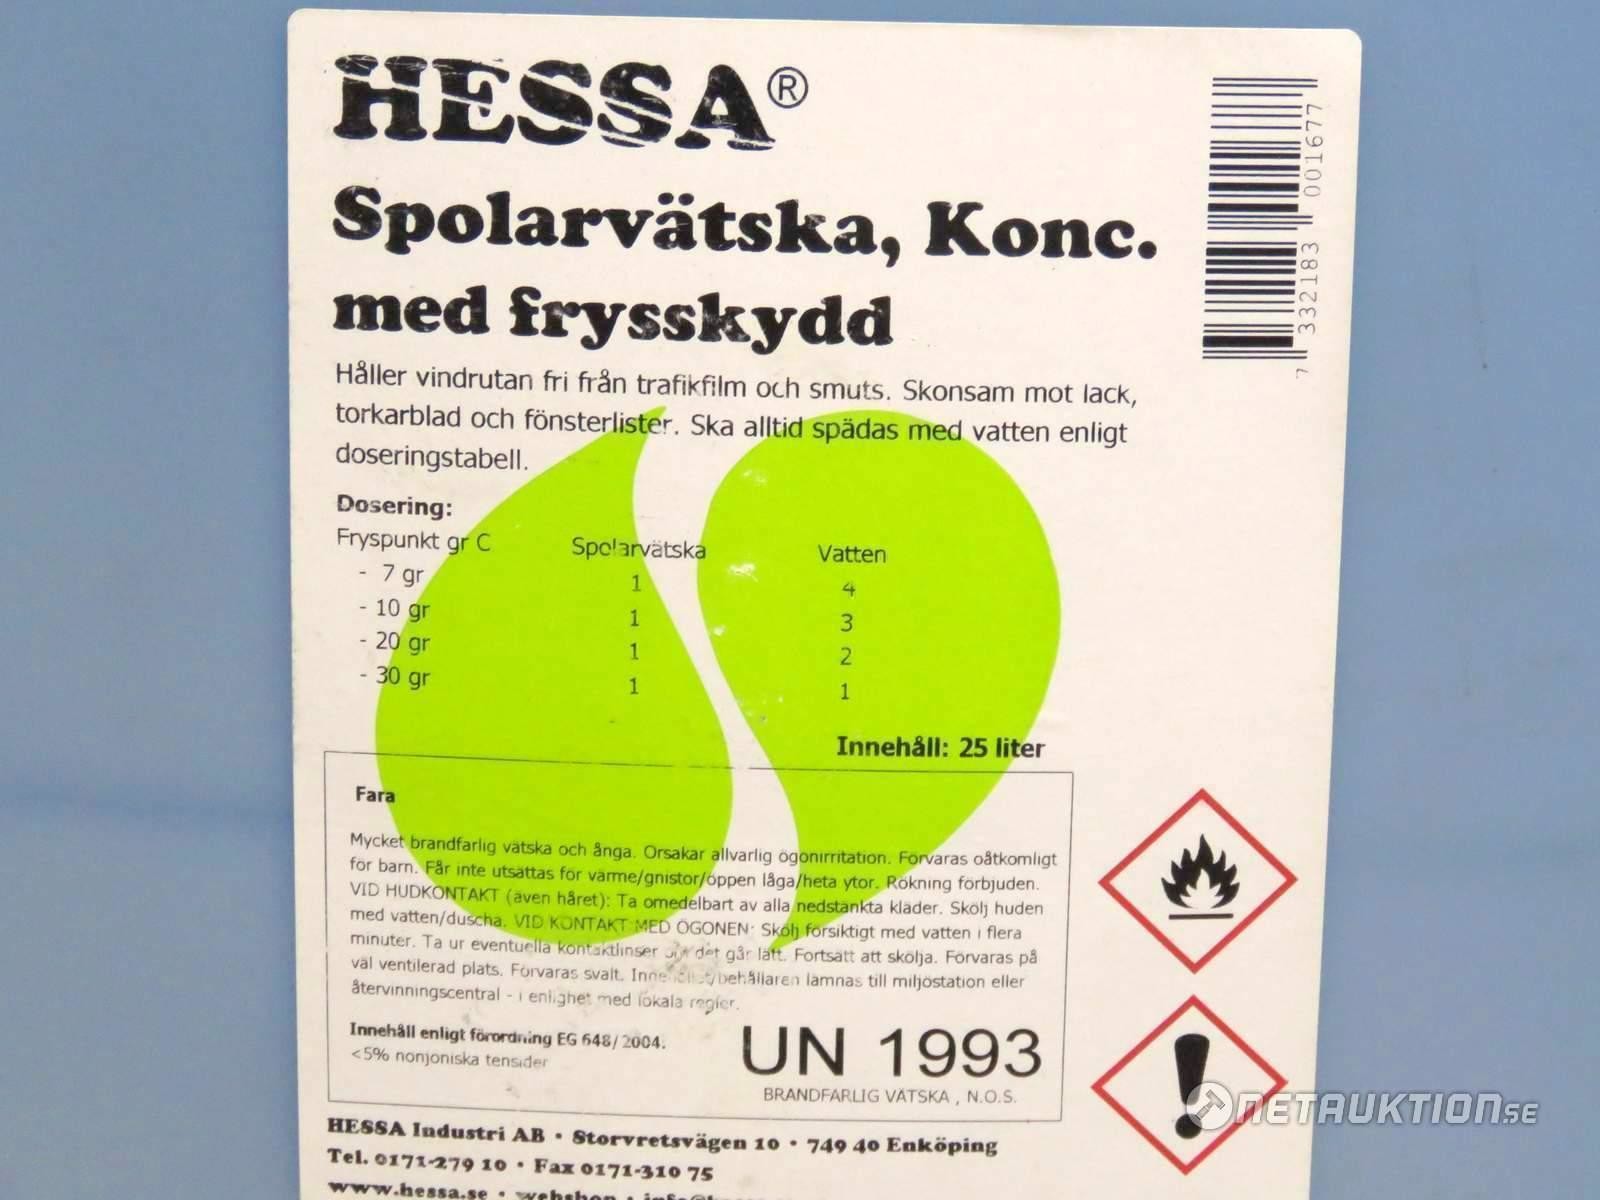 HESSA®
Spolarvätska, Konc.
med frysskydd
Håller vindrutan fri från trafikfilm och smuts. Skonsam mot lack,
torkarblad och fönsterlister. Ska alltid spädas med vatten enligt
doseringstabell.
Dosering:
Fryspunkt gr C Spolarvätska Vatten
- 7 gr 1 4
- 10 gr 1 3
- 20 gr 1 2
- 30 gr 1 1
Innehåll: 25 liter
Fara
Mycket brandfarlig vätska och ånga. Orsakar allvarlig ögonirritation. Förvaras oåtkomligt
för barn. Får inte utsättas för värme/gnistor/öppen låga/heta ytor. Rökning förbjuden.
VID HUDKONTAKT (även håret): Ta omedelbart av alla nedstänkta kläder. Skölj huden
med vatten/duscha. VID KONTAKT MED ÖGONEN: Skölj försiktigt med vatten i flera
minuter. Ta ur eventuella kontaktlinser om det går lätt. Fortsätt att skölja. Förvaras på
väl ventilerad plats. Förvaras svalt. Innehållet/behållaren lämnas till miljöstation eller
återvinningscentral - i enlighet med lokala regler.
Innehåll enligt förordning EG 648/2004.
<5% nonjoniska tensider
UN 1993
BRANDFARLIG VÄTSKA , N.O.S.
HESSA Industri AB • Storvretsvägen 10 • 749 40 Enköping
Tel. 0171-279 10 • Fax 0171-310 75
www.hessa.se • webshop
7 332183 001677
NETAUKTION.SE